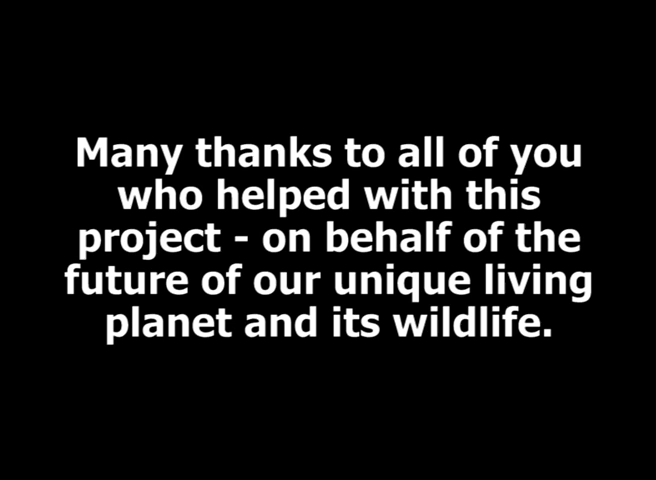 Many thanks to all of you
who helped with this
project - on behalf of the
future of our unique living
planet and its wildlife.